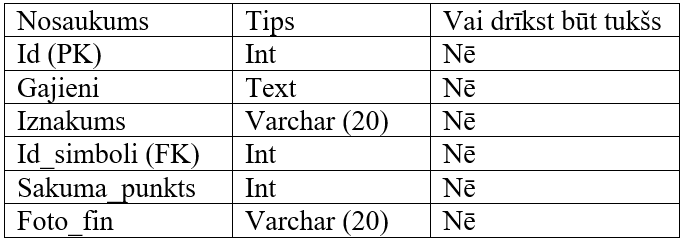 Nosaukums Tips Vai drīkst būt tukšs
Id (PK) Int Nē
Gajieni Text Nē
Iznakums Varchar (20) Nē
Id_simboli (FK) Int Nē
Sakuma_punkts Int Nē
Foto_fin Varchar (20) Nē